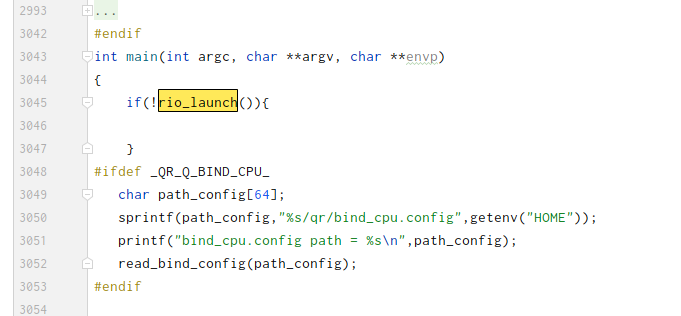 2993 ...
3042 #endif
3043 int main(int argc, char **argv, char **envp)
3044 {
3045 if(!rio_launch()){
3046
3047 }
3048 #ifdef _QR_Q_BIND_CPU_
3049 char path_config[64];
3050 sprintf(path_config,"%s/qr/bind_cpu.config",getenv("HOME"));
3051 printf("bind_cpu.config path = %s\n",path_config);
3052 read_bind_config(path_config);
3053 #endif
3054